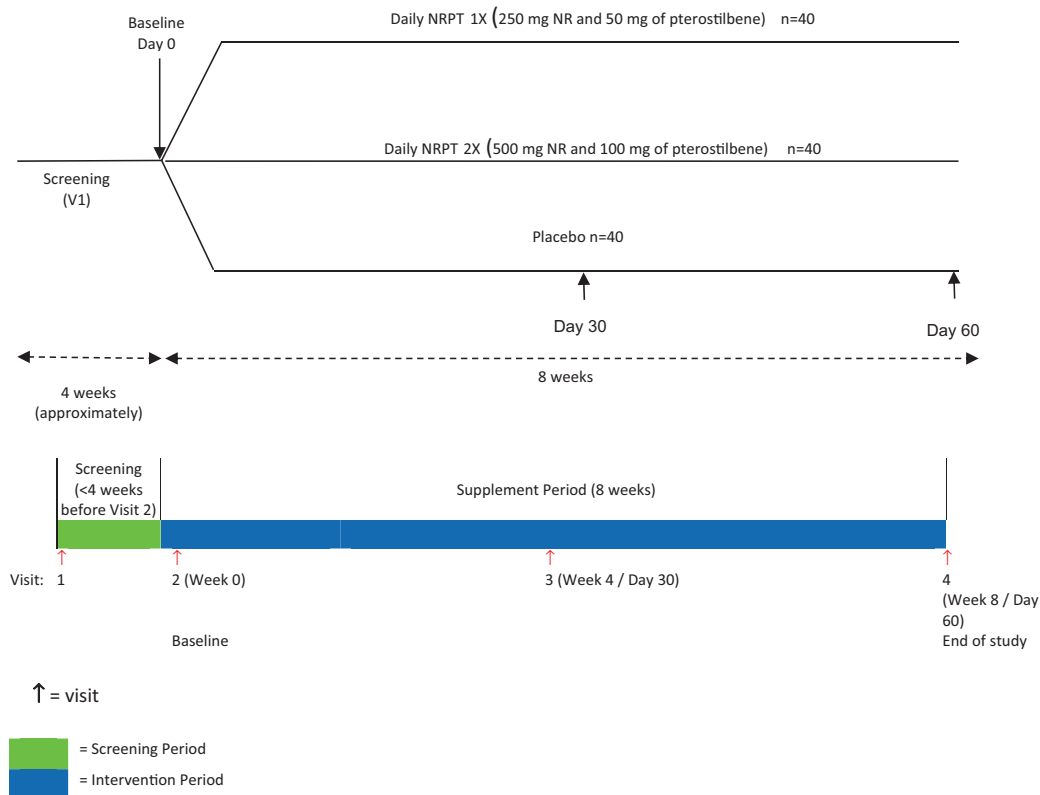 Daily NRPT 1X (250 mg NR and 50 mg of pterostilbene) n=40
Baseline
Day 0
Daily NRPT 2X (500 mg NR and 100 mg of pterostilbene) n=40
Screening
(V1)
Placebo n=40
Day 30
Day 60
8 weeks
4 weeks
(approximately)
Screening
(<4 weeks
before Visit 2)
Supplement Period (8 weeks)
Visit: 1
2 (Week 0)
3 (Week 4 / Day 30)
4
(Week 8 / Day
60)
End of study
Baseline
↑ = visit
= Screening Period
= Intervention Period